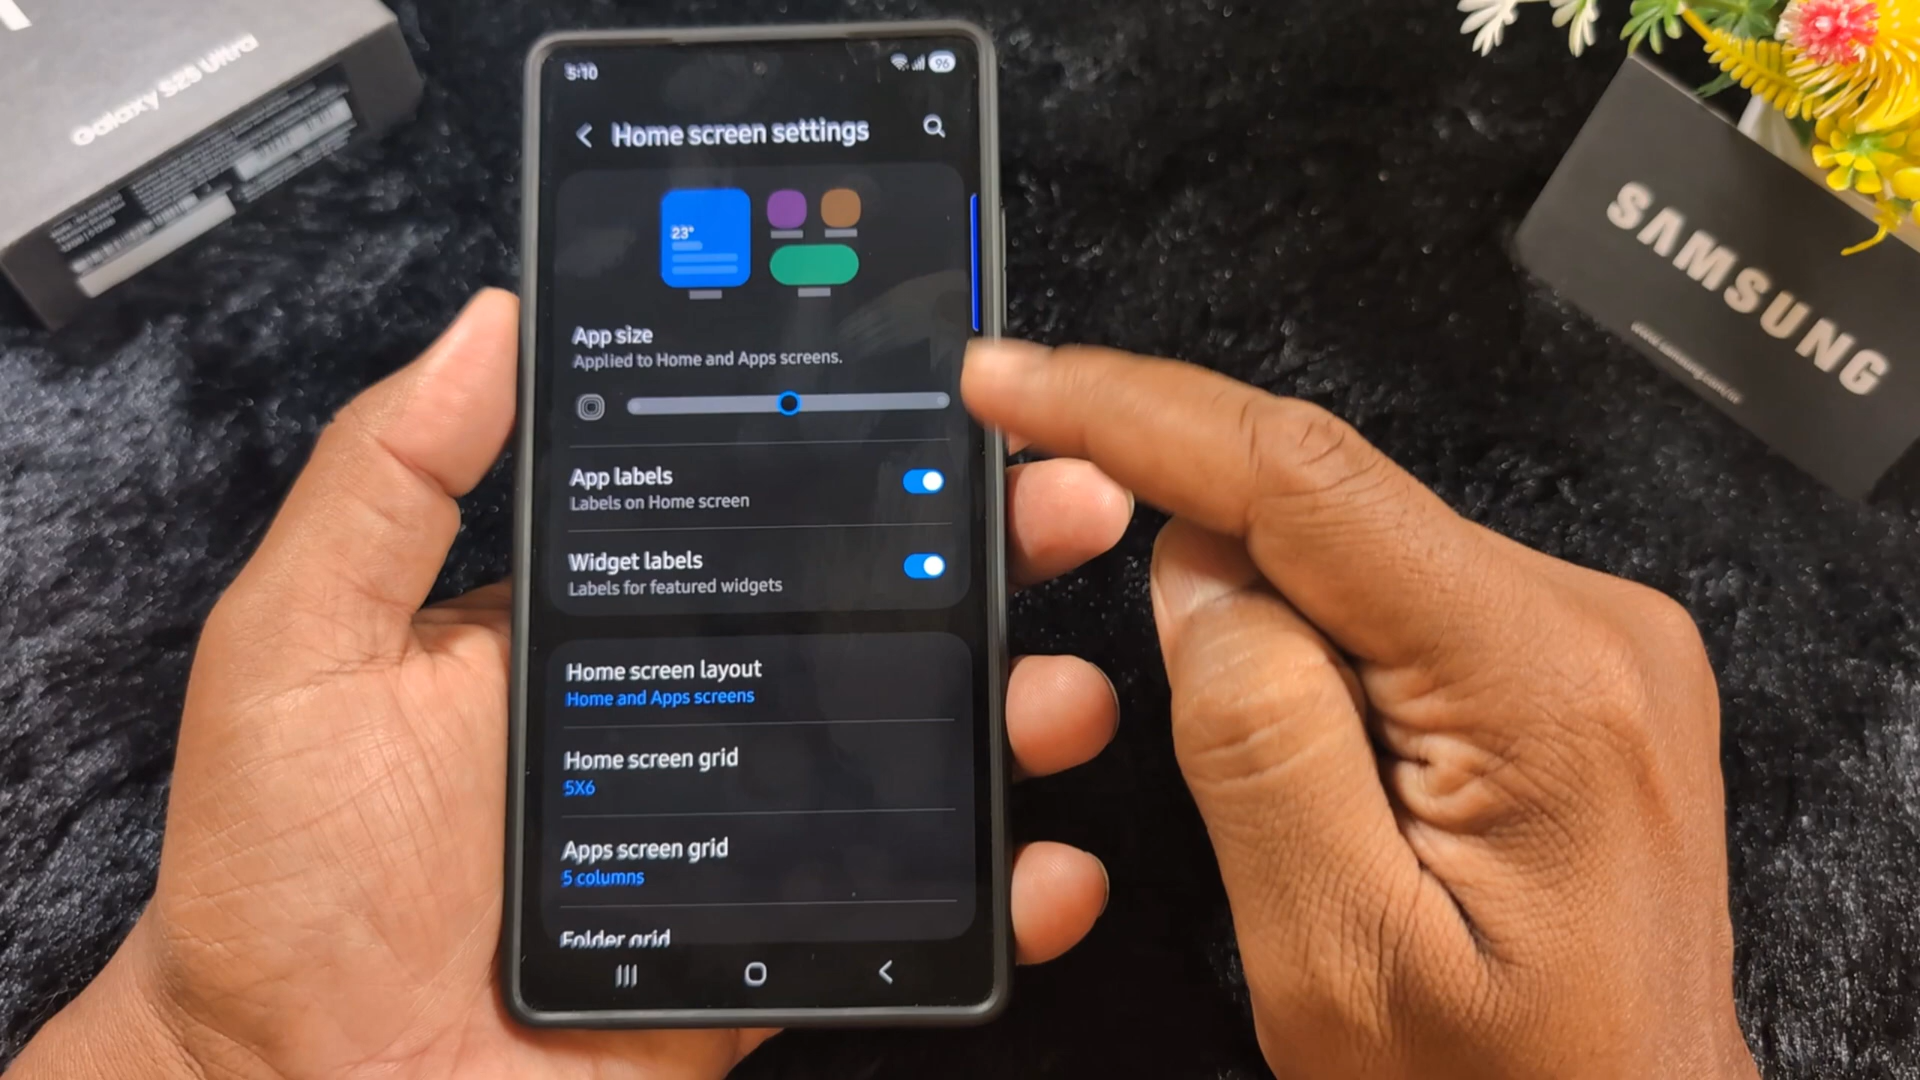 Galaxy S25 Ultra
5:10
96
Home screen settings
23°
App size
Applied to Home and Apps screens.
App labels
Labels on Home screen
Widget labels
Labels for featured widgets
Home screen layout
Home and Apps screens
Home screen grid
5X6
Apps screen grid
5 columns
Folder grid
SAMSUNG